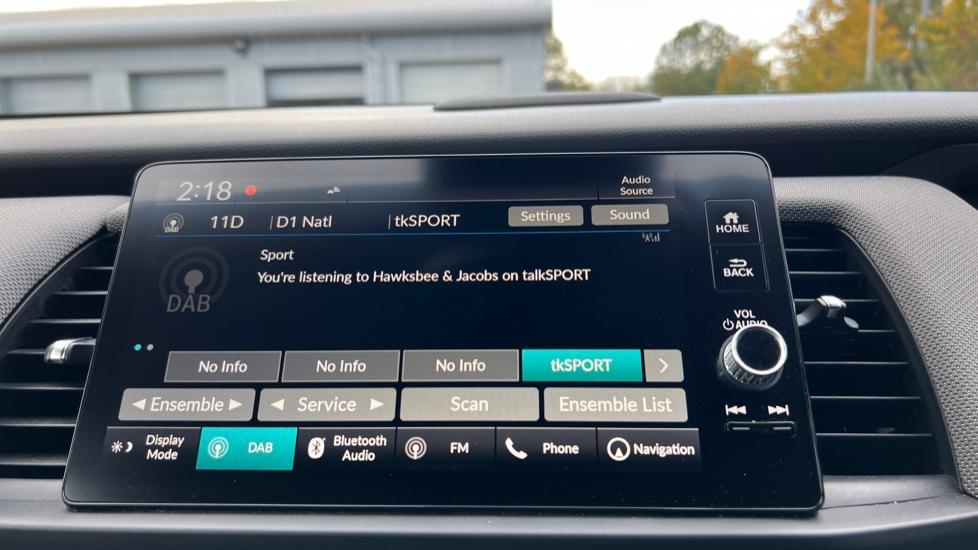 2:18
Audio Source
DAB 11D D1 Natl tkSPORT Settings Sound
Sport
You're listening to Hawksbee & Jacobs on talkSPORT
DAB
No Info No Info No Info tkSPORT
Ensemble Service Scan Ensemble List
Display Mode DAB Bluetooth Audio FM Phone Navigation
HOME
BACK
VOL
AUDIO